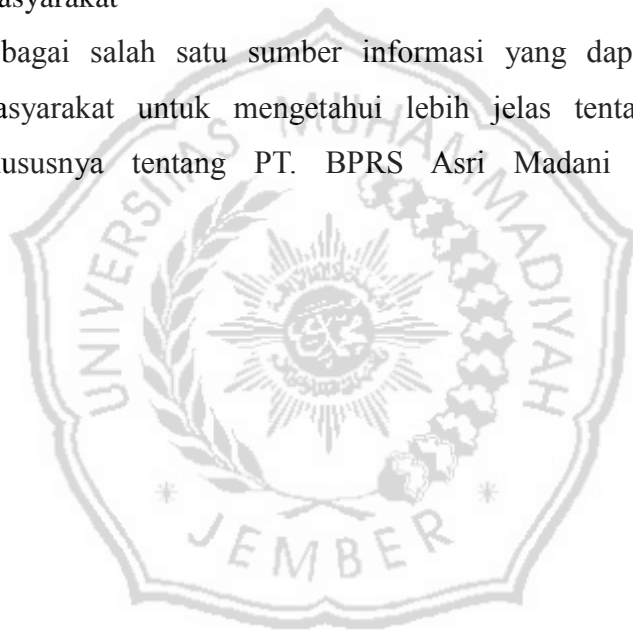 asyarakat
bagai salah satu sumber informasi yang dap
asyarakat untuk mengetahui lebih jelas tenta
ususnya tentang PT. BPRS Asri Madani
UNIVERSITAS MUHAMMADIYAH
JEMBER